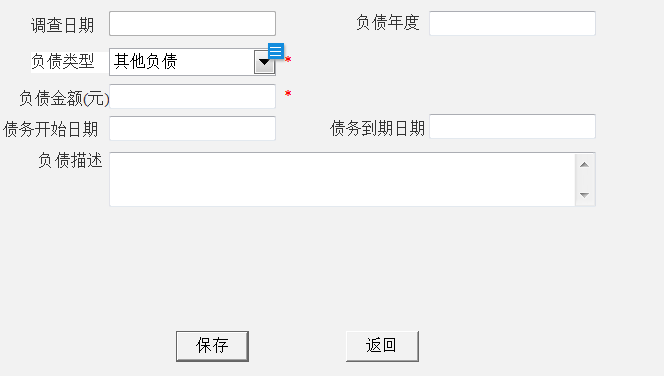 调查日期 负债年度
负债类型 其他负债 *
负债金额(元) *
债务开始日期 债务到期日期
负债描述
保存 返回